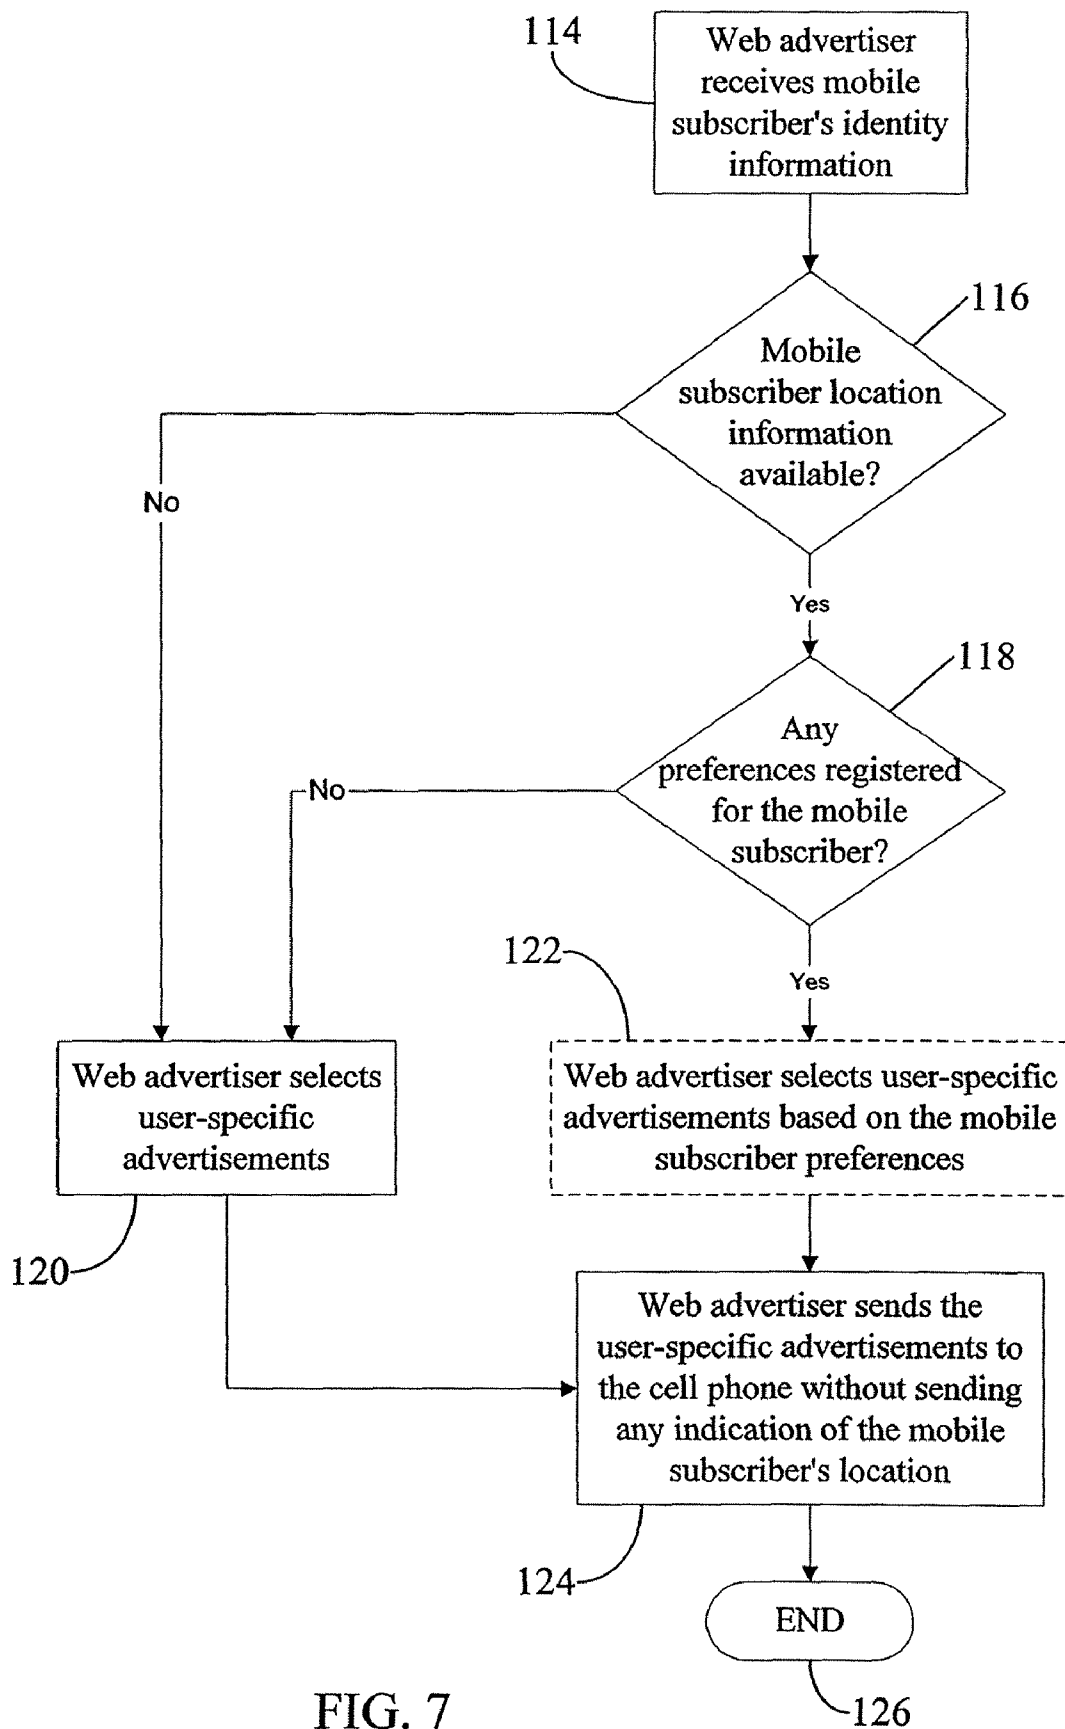 114
Web advertiser
receives mobile
subscriber's identity
information
116
Mobile
subscriber location
information
available?
No
Yes
118
Any
preferences registered
for the mobile
subscriber?
No
Yes
122
Web advertiser selects
user-specific
advertisements
Web advertiser selects user-specific
advertisements based on the mobile
subscriber preferences
120
Web advertiser sends the
user-specific advertisements to
the cell phone without sending
any indication of the mobile
subscriber's location
124
END
126
FIG. 7